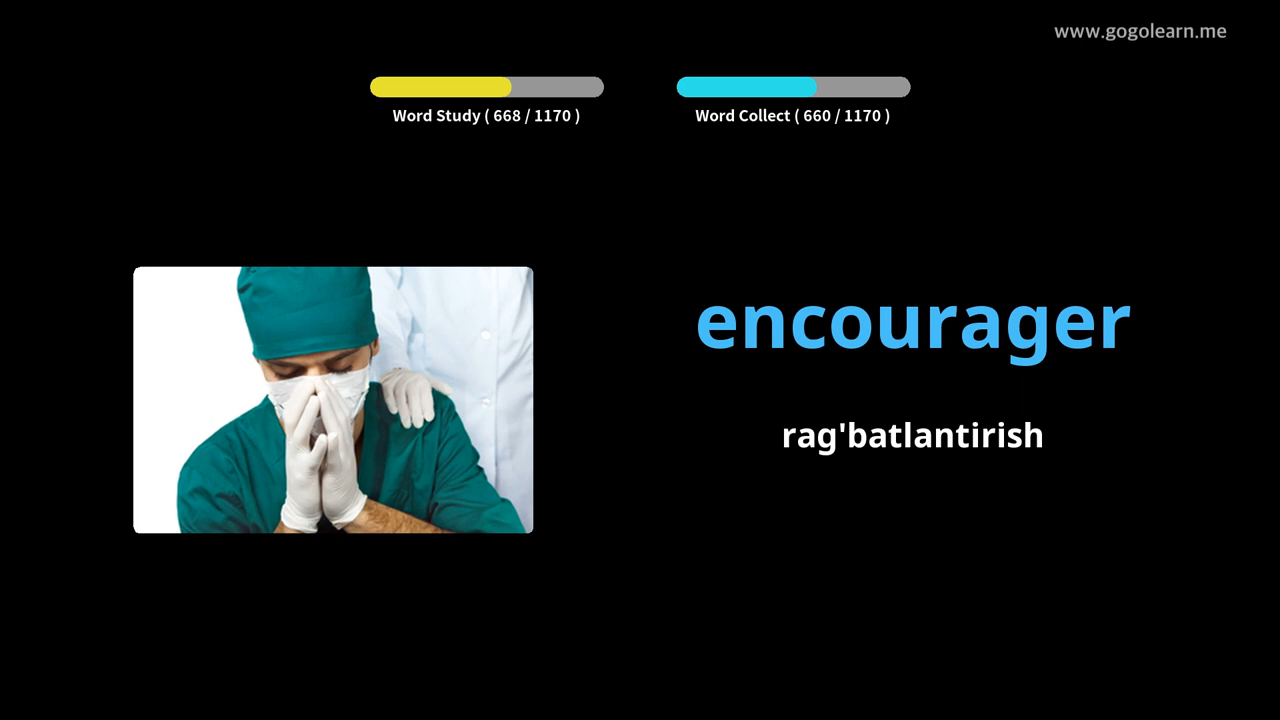 www.gogolearn.me
Word Study ( 668 / 1170 )
Word Collect ( 660 / 1170 )
encourager
rag'batlantirish